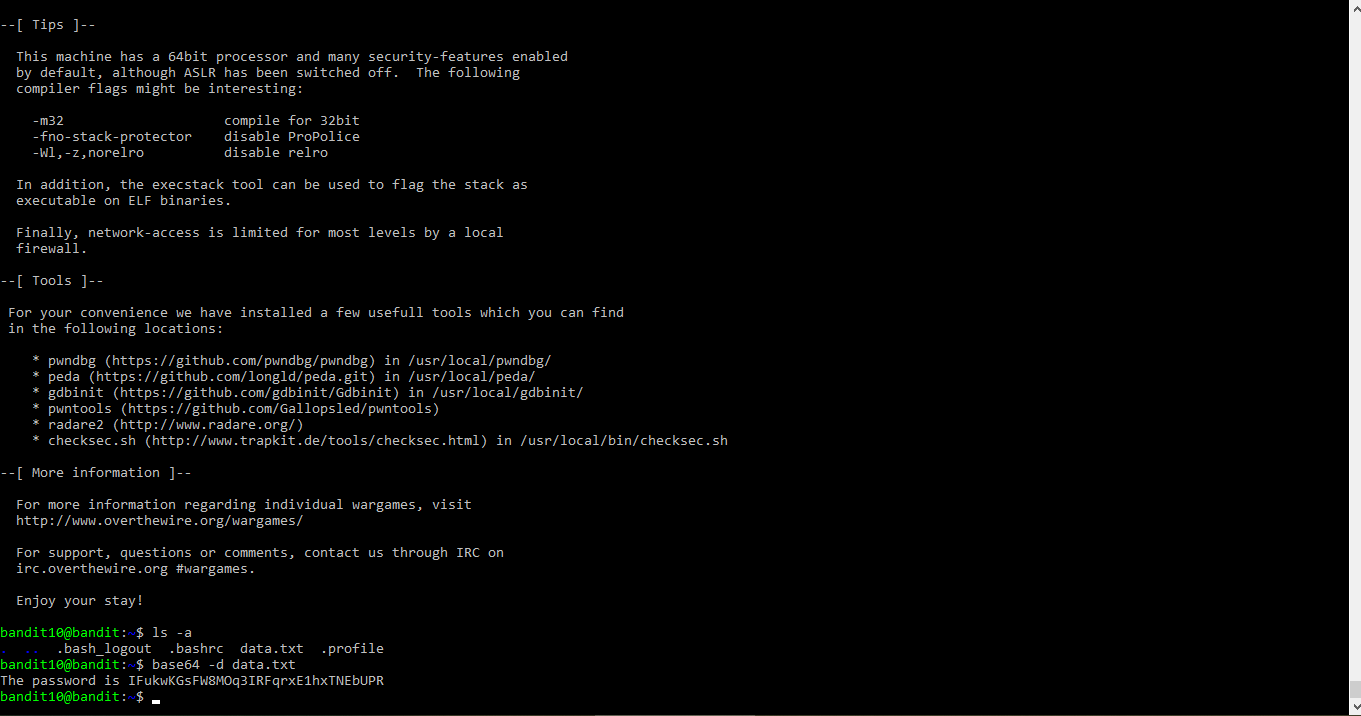 --[ Tips ]--
This machine has a 64bit processor and many security-features enabled
by default, although ASLR has been switched off.  The following
compiler flags might be interesting:
-m32                    compile for 32bit
-fno-stack-protector    disable ProPolice
-Wl,-z,norelro          disable relro
In addition, the execstack tool can be used to flag the stack as
executable on ELF binaries.
Finally, network-access is limited for most levels by a local
firewall.
--[ Tools ]--
For your convenience we have installed a few usefull tools which you can find
in the following locations:
* pwndbg (https://github.com/pwndbg/pwndbg) in /usr/local/pwndbg/
* peda (https://github.com/longld/peda.git) in /usr/local/peda/
* gdbinit (https://github.com/gdbinit/Gdbinit) in /usr/local/gdbinit/
* pwntools (https://github.com/Gallopsled/pwntools)
* radare2 (http://www.radare.org/)
* checksec.sh (http://www.trapkit.de/tools/checksec.html) in /usr/local/bin/checksec.sh
--[ More information ]--
For more information regarding individual wargames, visit
http://www.overthewire.org/wargames/
For support, questions or comments, contact us through IRC on
irc.overthewire.org #wargames.
Enjoy your stay!
bandit10@bandit:~$ ls -a
.  ..  .bash_logout  .bashrc  data.txt  .profile
bandit10@bandit:~$ base64 -d data.txt
The password is IFukwKGsFW8MOq3IRFqrxE1hxTNEbUPR
bandit10@bandit:~$